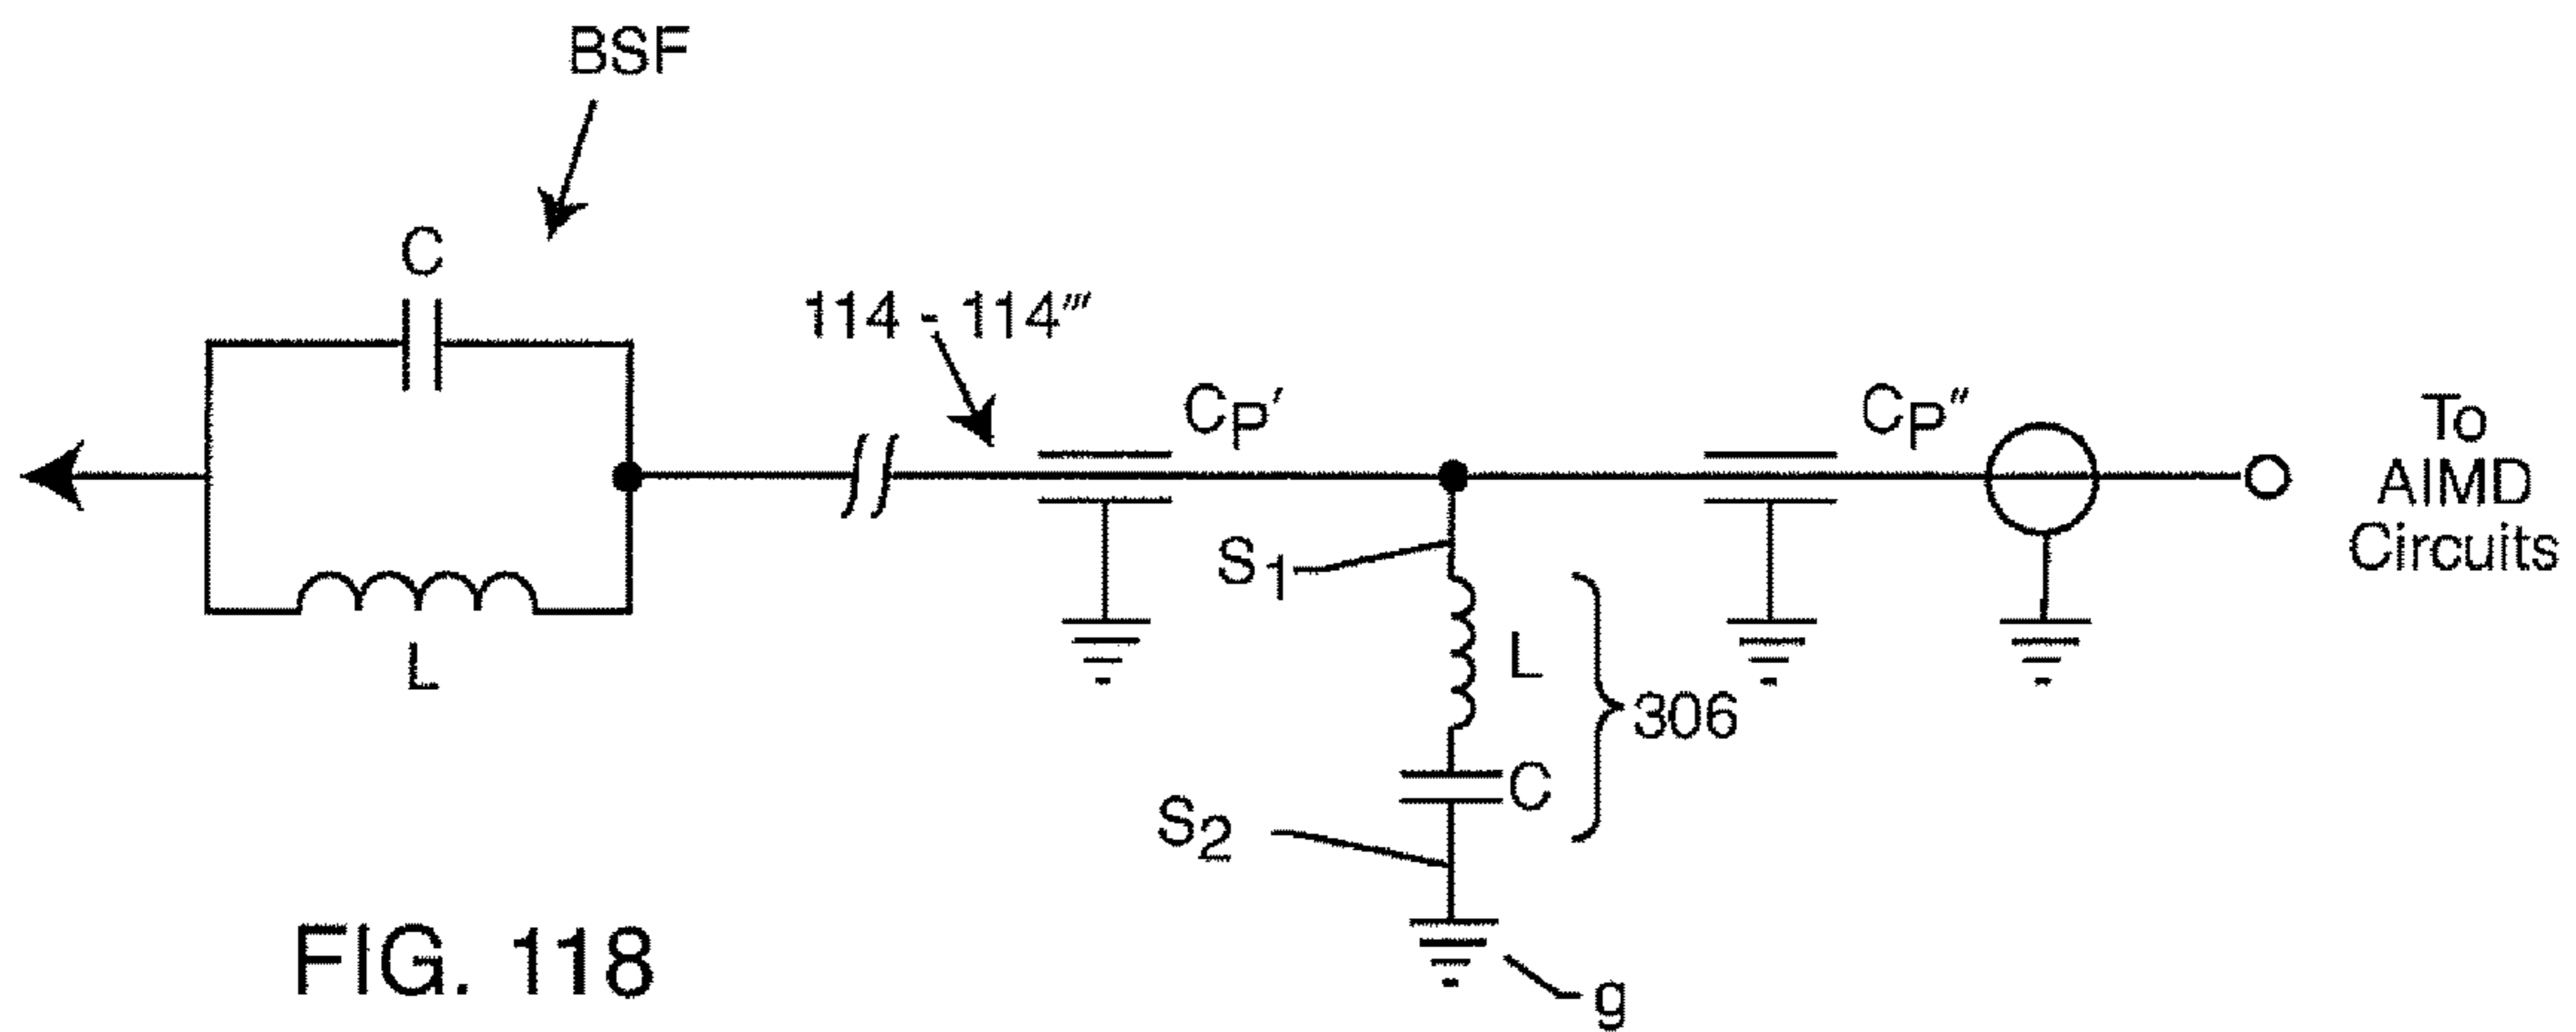 BSF
C
114 - 114‴
CP′
CP″
To
AIMD
Circuits
S1
L
L
306
C
S2
FIG. 118
g